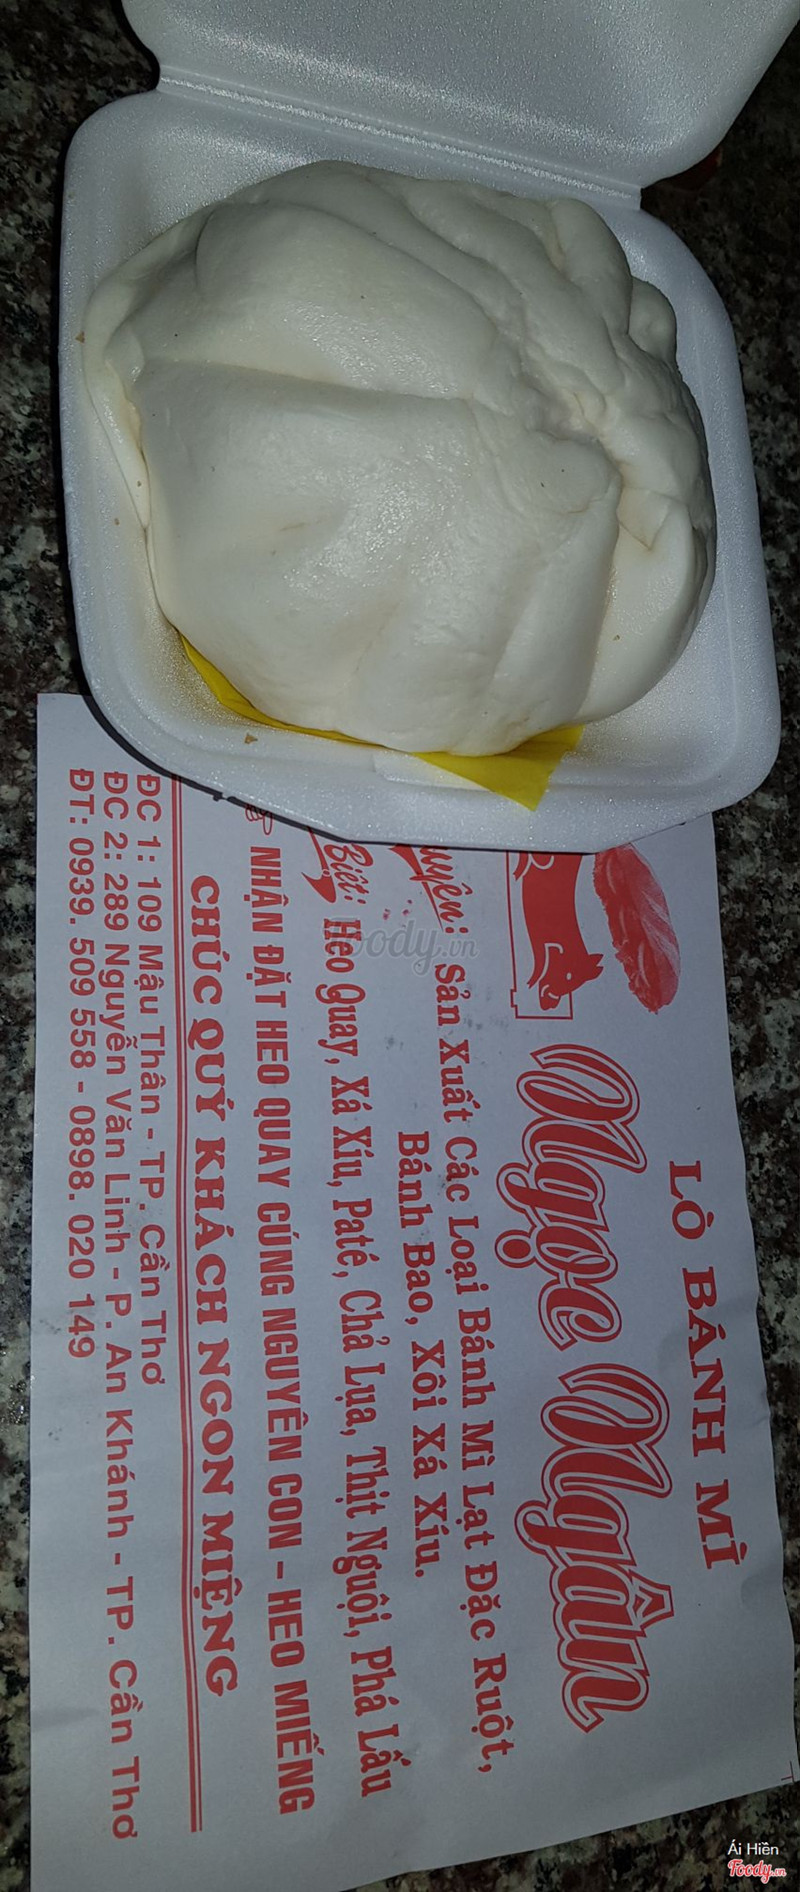 LÒ BÁNH MÌ
Ngọc Ngân
Sản Xuất Các Loại Bánh Mì Lạt Đặc Ruột,
Bánh Bao, Xôi Xá Xíu.
Biệt: Heo Quay, Xá Xíu, Paté, Chả Lụa, Thịt Nguội, Phá Lấu
NHẬN ĐẶT HEO QUAY CÚNG NGUYÊN CON - HEO MIẾNG
CHÚC QUÝ KHÁCH NGON MIỆNG
ĐC 1: 109 Mậu Thân - TP. Cần Thơ
ĐC 2: 289 Nguyễn Văn Linh - P. An Khánh - TP. Cần Thơ
ĐT: 0939. 509 558 - 0898. 020 149
Foody.vn
Ái Hiền
Foody.vn